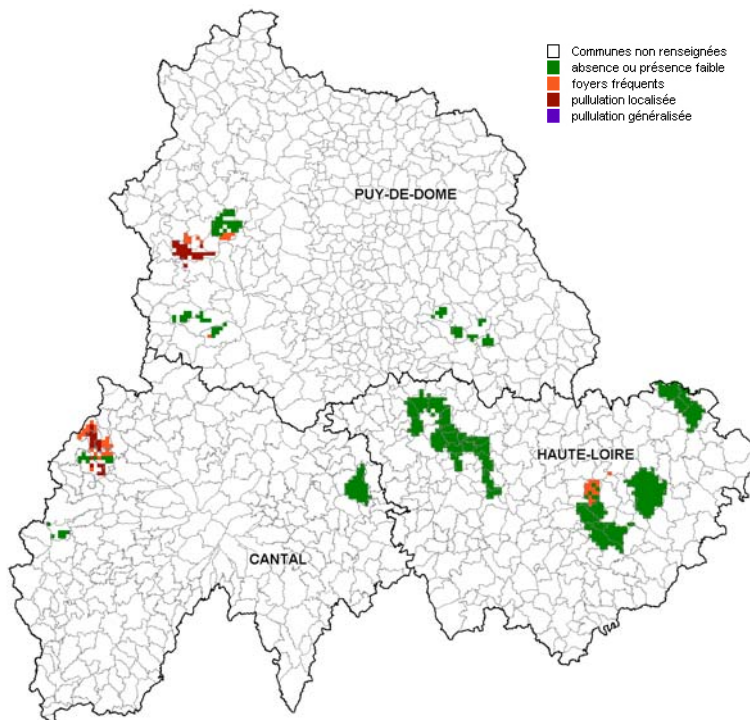 Communes non renseignées
absence ou présence faible
foyers fréquents
pullulation localisée
pullulation généralisée
PUY-DE-DOME
HAUTE-LOIRE
CANTAL